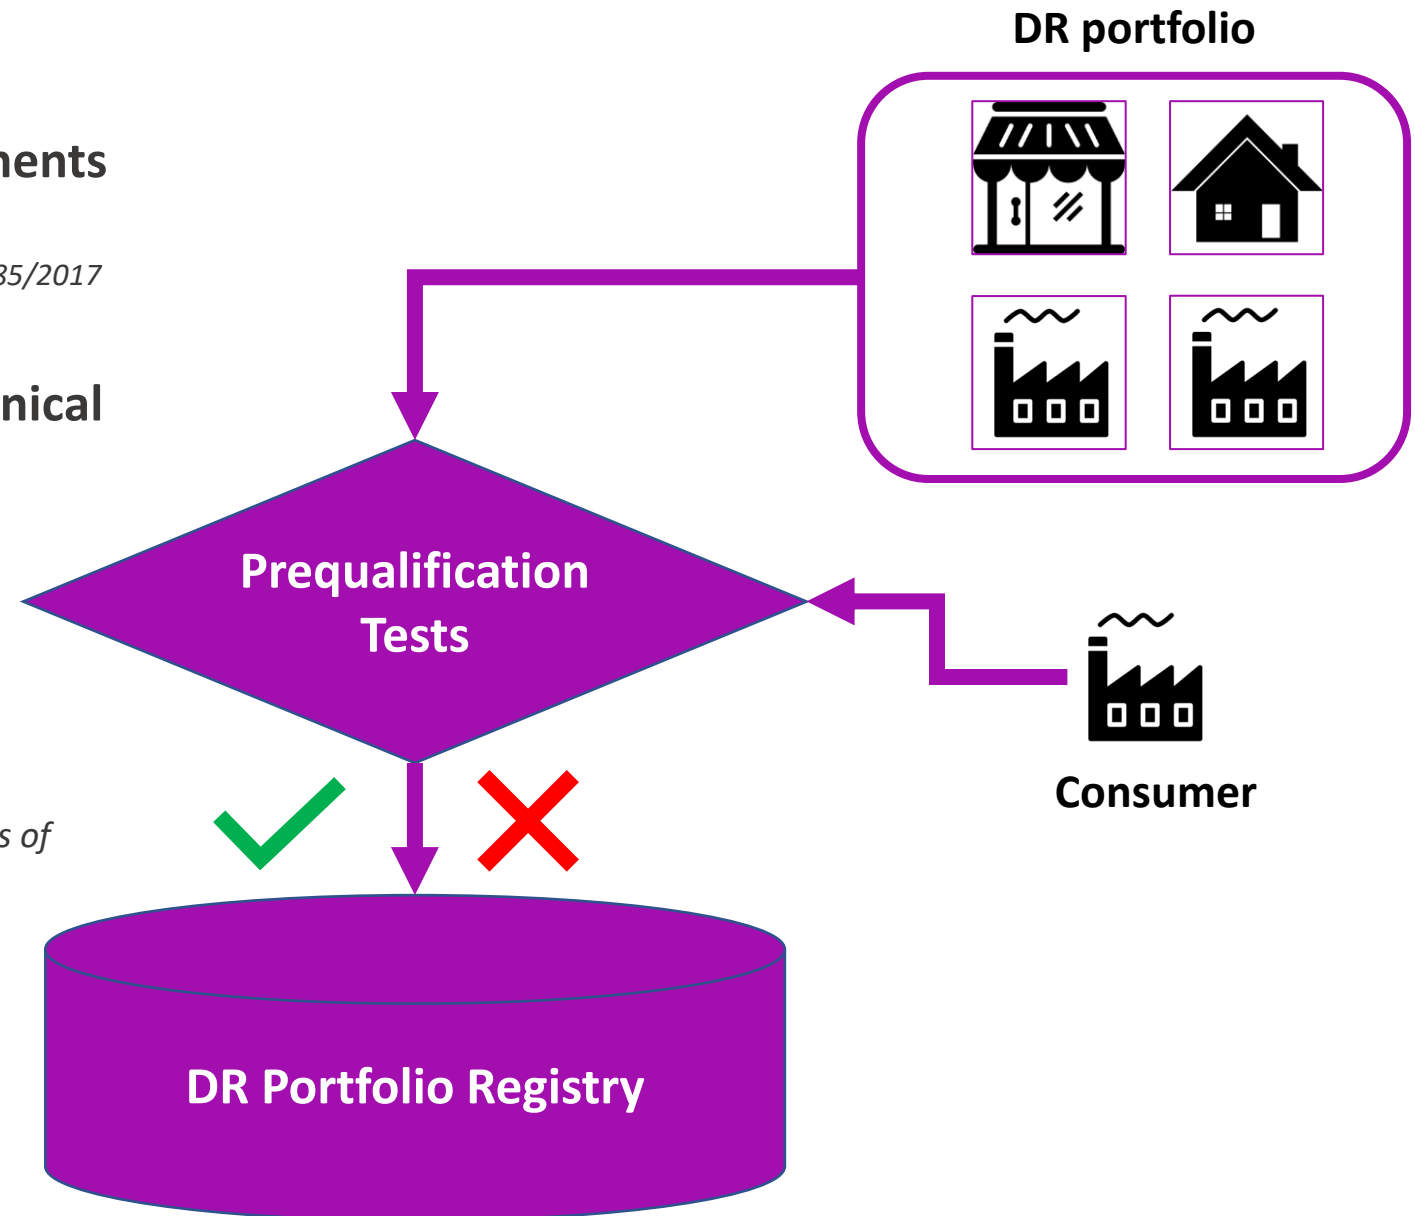 DR portfolio
nents
35/2017
nical
Prequalification
Tests
Consumer
s of
DR Portfolio Registry